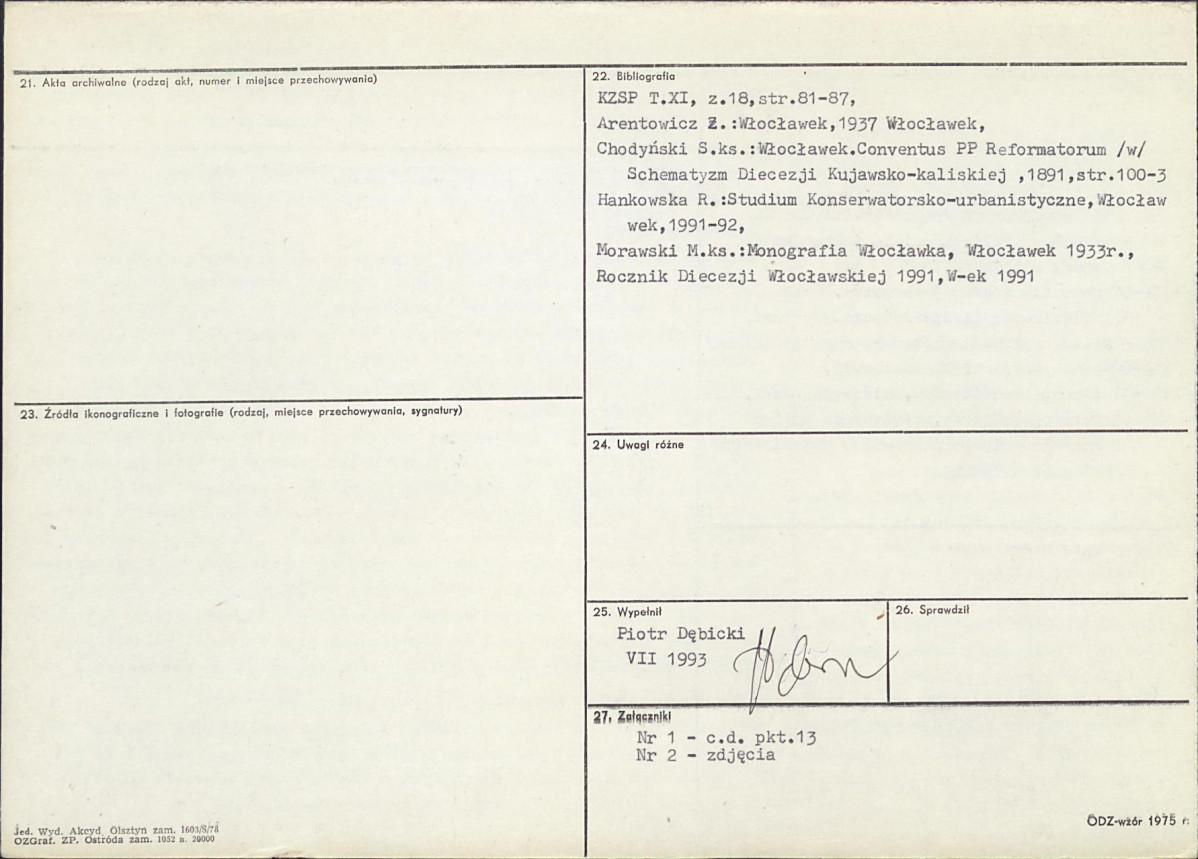 21. Akta archiwalne (rodzaj akt, numer i miejsce przechowywania)
22. Bibliografia
KZSP T.XI, z.18,str.81-87,
Arentowicz Z.:Włocławek,1937 Włocławek,
Chodyński S.ks.:Włocławek.Conventus PP Reformatorum /w/
Schematyzm Diecezji Kujawsko-kaliskiej ,1891,str.100-3
Hankowska R.:Studium Konserwatorsko-urbanistyczne,Włocław
wek,1991-92,
Morawski M.ks.:Monografia Włocławka, Włocławek 1933r.,
Rocznik Diecezji Włocławskiej 1991,W-ek 1991
23. Źródła ikonograficzne i fotografie (rodzaj, miejsce przechowywania, sygnatury)
24. Uwagi różne
25. Wypełnił
Piotr Dębicki
VII 1993
26. Sprawdził
27. Załączniki
Nr 1 - c.d. pkt.13
Nr 2 - zdjęcia
Jed. Wyd. Akcyd. Olsztyn zam. 1603/S/78
OZGraf. ZP. Ostróda zam. 1052 n. 20000
ODZ-wzór 1975 r.